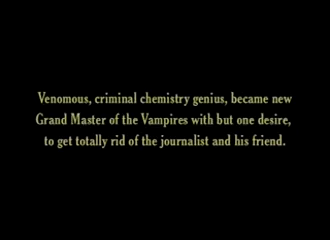 Venomous, criminal chemistry genius, became new
Grand Master of the Vampires with but one desire,
to get totally rid of the journalist and his friend.